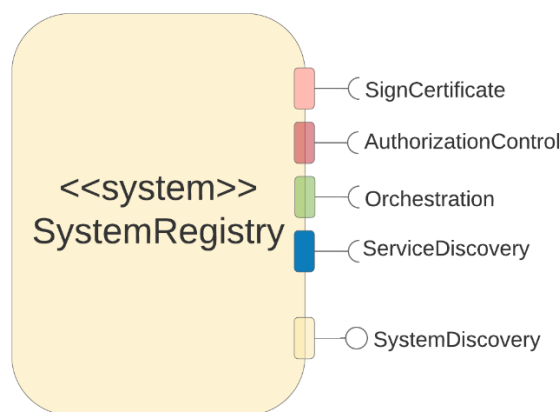 <<system>>
SystemRegistry
SignCertificate
AuthorizationControl
Orchestration
ServiceDiscovery
SystemDiscovery